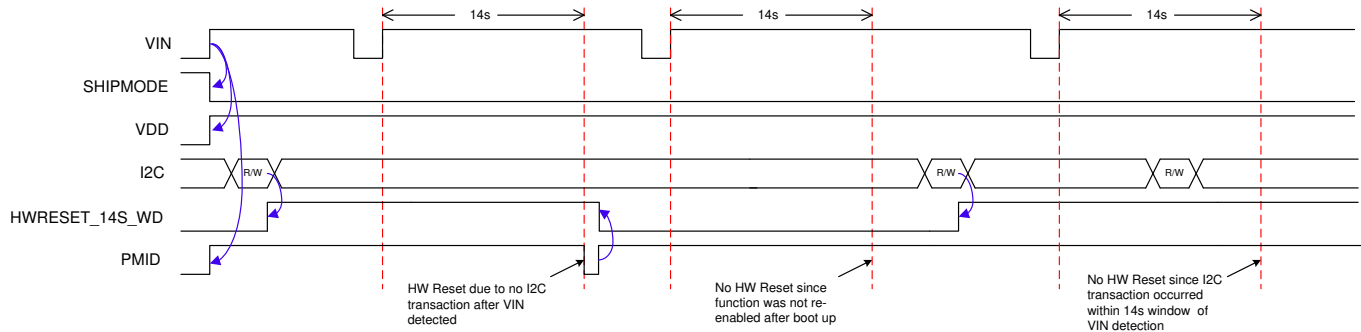 14s
14s
14s
VIN
SHIPMODE
VDD
I2C
R/W
R/W
R/W
HWRESET_14S_WD
PMID
HW Reset due to no I2C
transaction after VIN
detected
No HW Reset since
function was not re-
enabled after boot up
No HW Reset since I2C
transaction occurred
within 14s window of
VIN detection